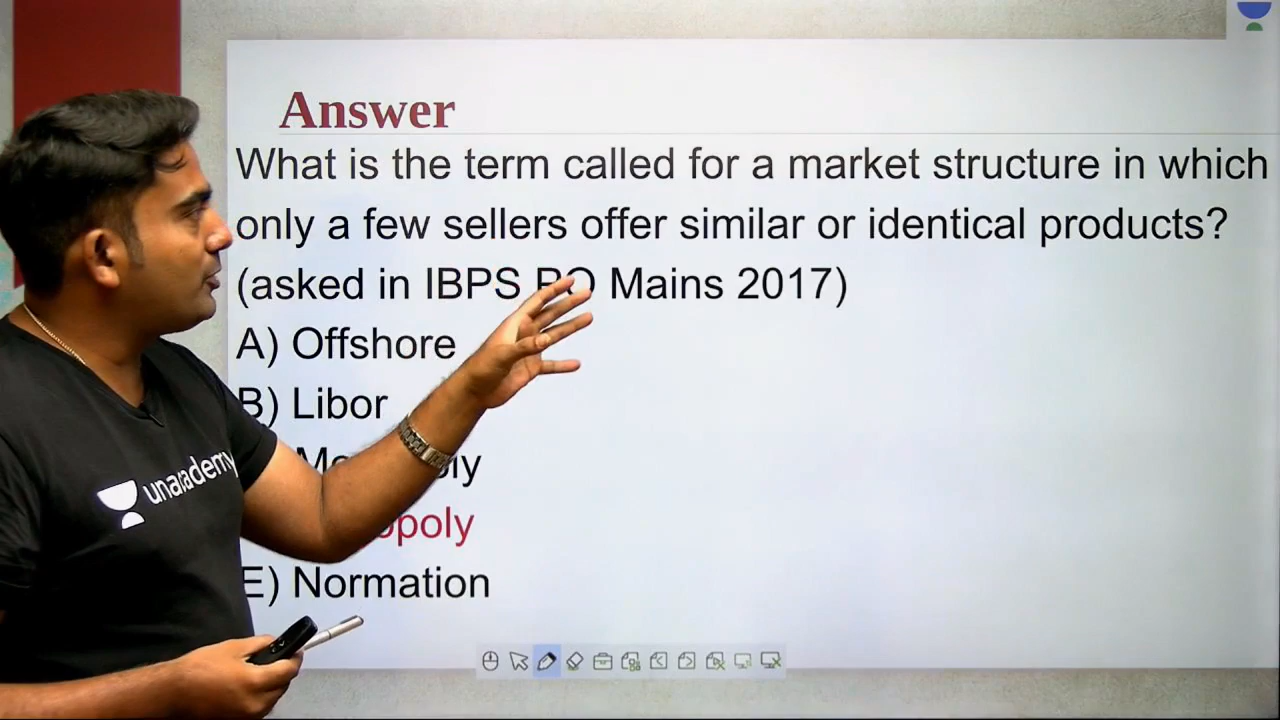 Answer
What is the term called for a market structure in which
only a few sellers offer similar or identical products?
(asked in IBPS PO Mains 2017)
A) Offshore
B) Libor
E) Normation
unacademy